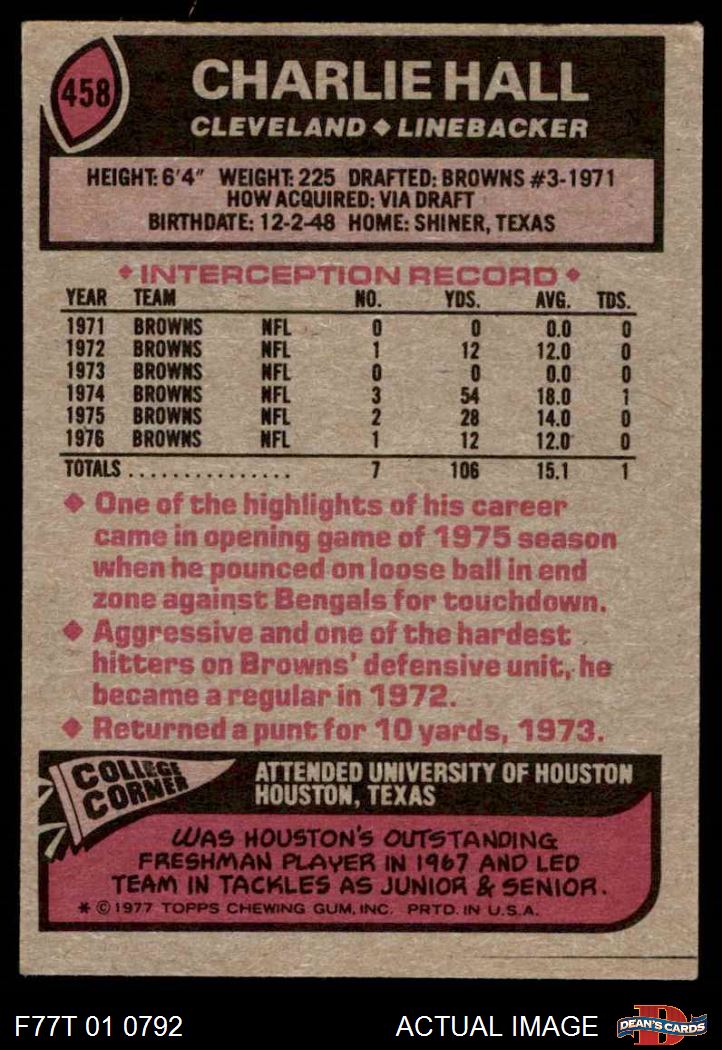 458
CHARLIE HALL
CLEVELAND ◆ LINEBACKER
HEIGHT: 6'4" WEIGHT: 225 DRAFTED: BROWNS #3-1971
HOW ACQUIRED: VIA DRAFT
BIRTHDATE: 12-2-48 HOME: SHINER, TEXAS
◆ INTERCEPTION RECORD ◆
YEAR TEAM NO. YDS. AVG. TDS.
1971 BROWNS NFL 0 0 0.0 0
1972 BROWNS NFL 1 12 12.0 0
1973 BROWNS NFL 0 0 0.0 0
1974 BROWNS NFL 3 54 18.0 1
1975 BROWNS NFL 2 28 14.0 0
1976 BROWNS NFL 1 12 12.0 0
TOTALS............... 7 106 15.1 1
◆ One of the highlights of his career
came in opening game of 1975 season
when he pounced on loose ball in end
zone against Bengals for touchdown.
◆ Aggressive and one of the hardest
hitters on Browns' defensive unit, he
became a regular in 1972.
◆ Returned a punt for 10 yards, 1973.
COLLEGE
CORNER
ATTENDED UNIVERSITY OF HOUSTON
HOUSTON, TEXAS
WAS HOUSTON'S OUTSTANDING
FRESHMAN PLAYER IN 1967 AND LED
TEAM IN TACKLES AS JUNIOR & SENIOR.
* © 1977 TOPPS CHEWING GUM, INC. PRTD. IN U.S.A.
F77T 01 0792 ACTUAL IMAGE
D
DEAN'S CARDS